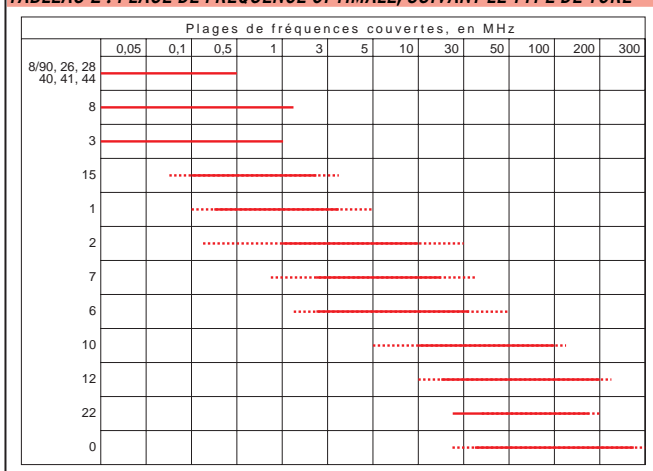 TABLEAU 2 : PLAGE DE FRÉQUENCE OPTIMALE, SUIVANT LE TYPE DE TORE
Plages de fréquences couvertes, en MHz
0,05 0,1 0,5 1 3 5 10 30 50 100 200 300
8/90, 26, 28
40, 41, 44
8
3
15
1
2
7
6
10
12
22
0